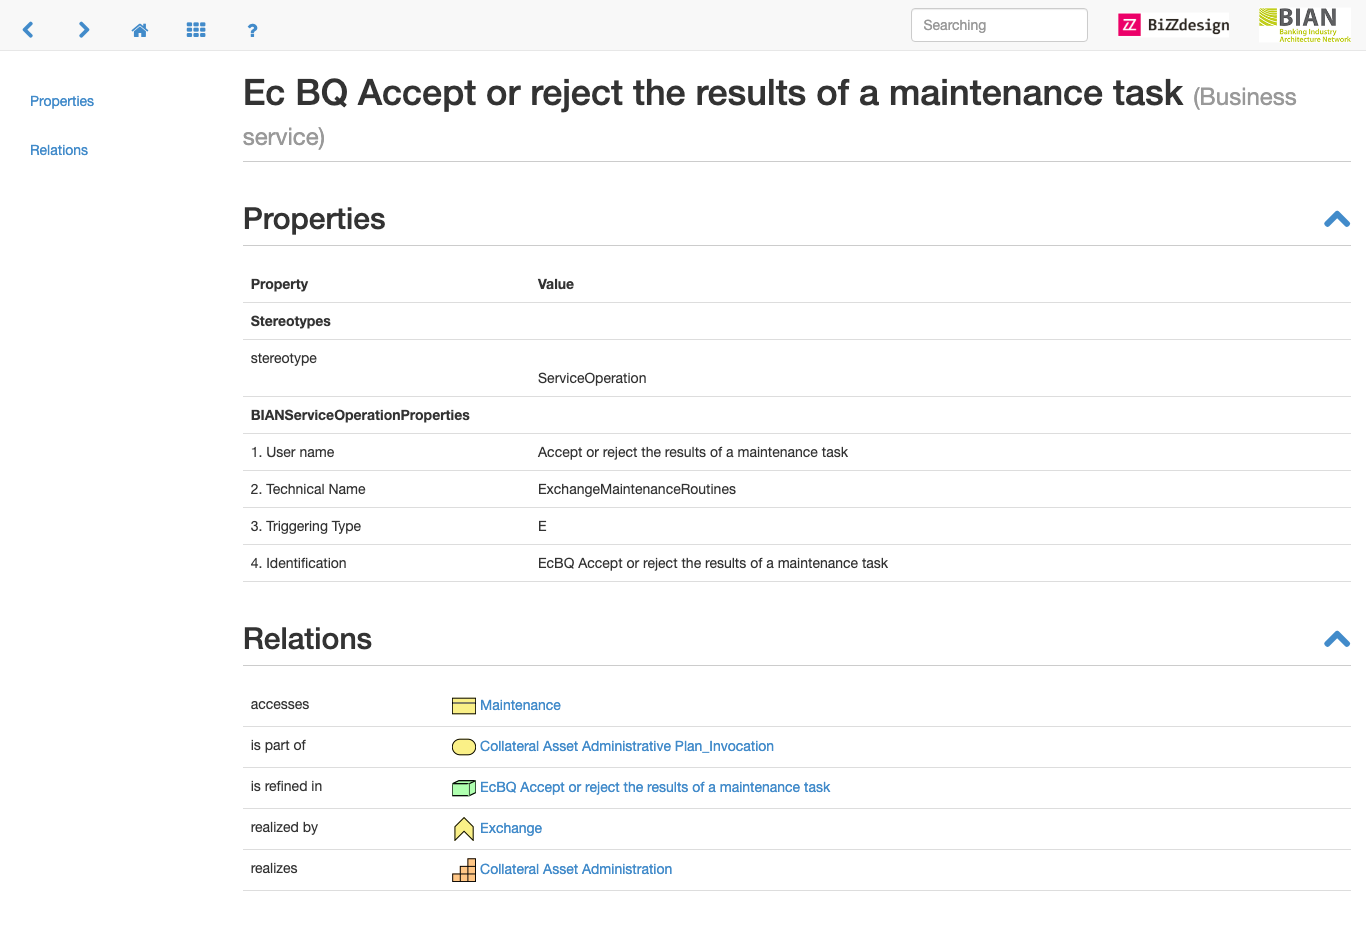 ?
Searching
ZZ BiZZdesign
BIAN
Banking Industry
Architecture Network
Properties
Relations
Ec BQ Accept or reject the results of a maintenance task (Business
service)
Properties
Property Value
Stereotypes
stereotype
ServiceOperation
BIANServiceOperationProperties
1. User name Accept or reject the results of a maintenance task
2. Technical Name ExchangeMaintenanceRoutines
3. Triggering Type E
4. Identification EcBQ Accept or reject the results of a maintenance task
Relations
accesses Maintenance
is part of Collateral Asset Administrative Plan_Invocation
is refined in EcBQ Accept or reject the results of a maintenance task
realized by Exchange
realizes Collateral Asset Administration